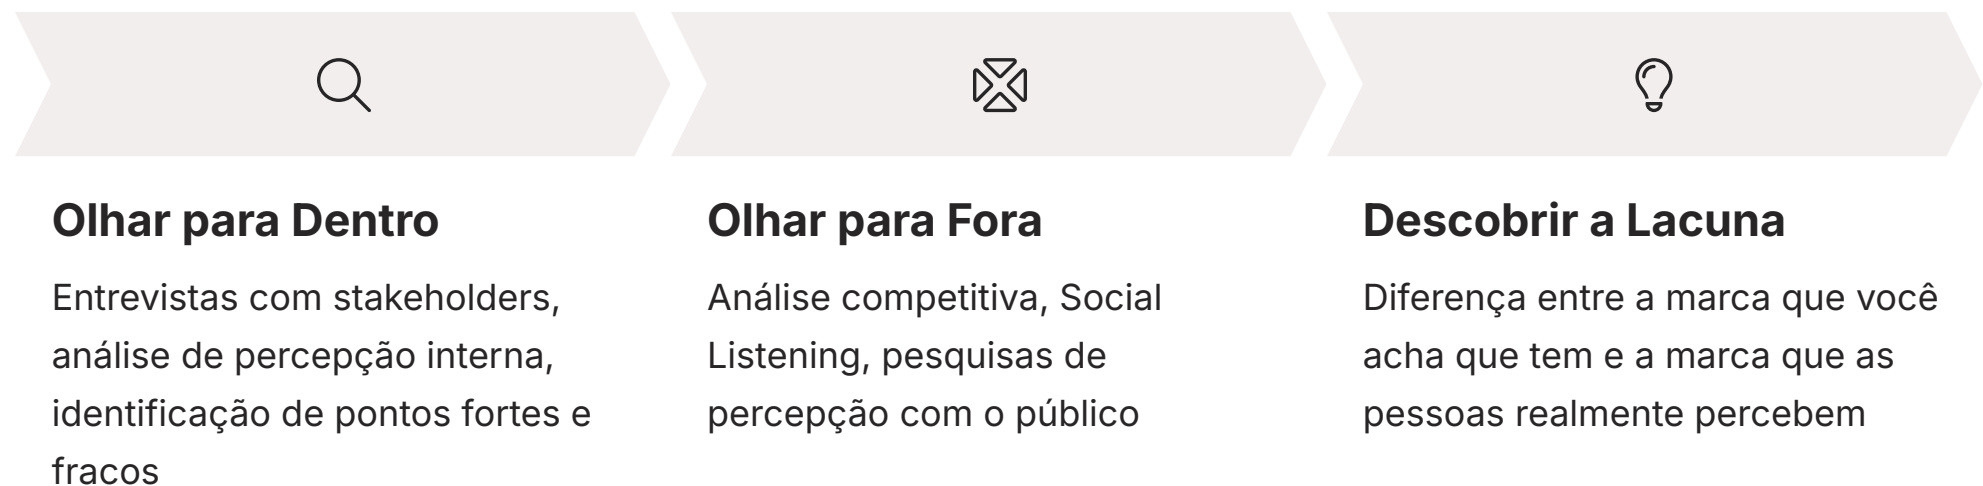 Olhar para Dentro
Entrevistas com stakeholders,
análise de percepção interna,
identificação de pontos fortes e
fracos
Olhar para Fora
Análise competitiva, Social
Listening, pesquisas de
percepção com o público
Descobrir a Lacuna
Diferença entre a marca que você
acha que tem e a marca que as
pessoas realmente percebem